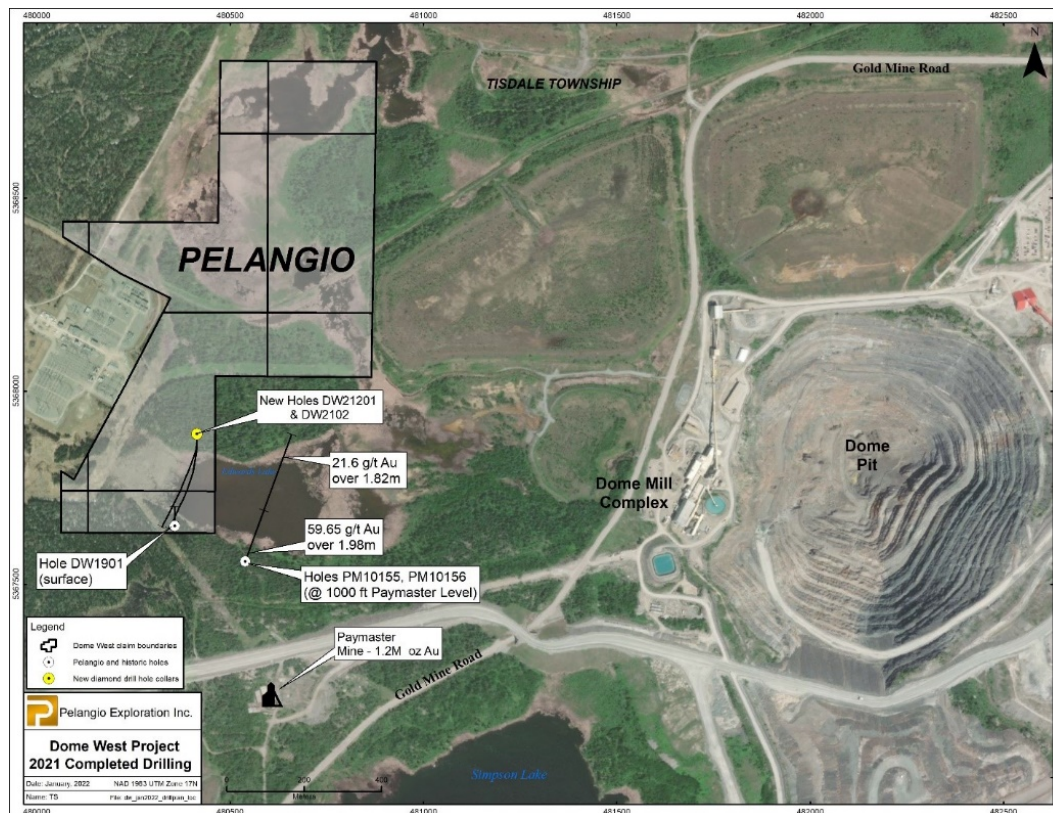 480000 480500 481000 481500 482000 482500
N
Gold Mine Road
TISDALE TOWNSHIP
5368500
PELANGIO
5368000
New Holes DW21201
& DW2102
21.6 g/t Au
over 1.82m
Dome
Pit
Dome Mill
Complex
59.65 g/t Au
over 1.98m
Hole DW1901
(surface)
Holes PM10155, PM10156
(@ 1000 ft Paymaster Level)
5367500
Legend
Dome West claim boundaries
Pelangio and historic holes
New diamond drill hole collars
Paymaster
Mine - 1.2M oz Au
Gold Mine Road
P
Pelangio Exploration Inc.
Dome West Project
2021 Completed Drilling
Date: January, 2022 NAD 1983 UTM Zone 17N
Name: TS
Simpson Lake
0 200 400
Meters
480000 480500 481000 481500 482000 482500